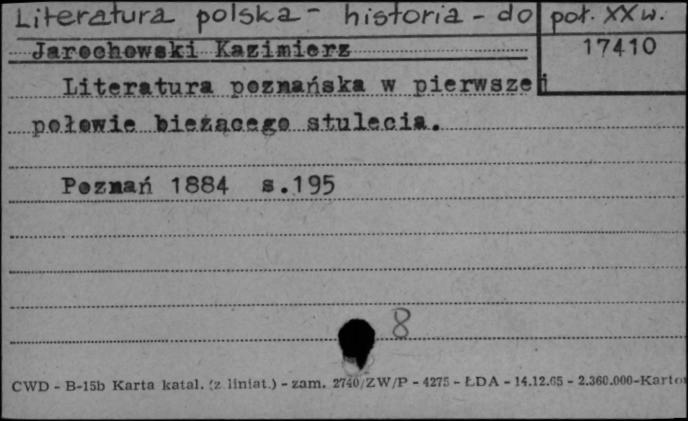 Literatura polska - historia - do poł. XX w.
Jarochowski Kazimierz
17410
Literatura poznańska w pierwszej
połowie bieżącego stulecia.
Poznań 1884 s.195
8
CWD - B-15b Karta katal. (z liniat.) - zam. 2740/ZW/P - 4275 - ŁDA - 14.12.65 - 2.360.000-Karto